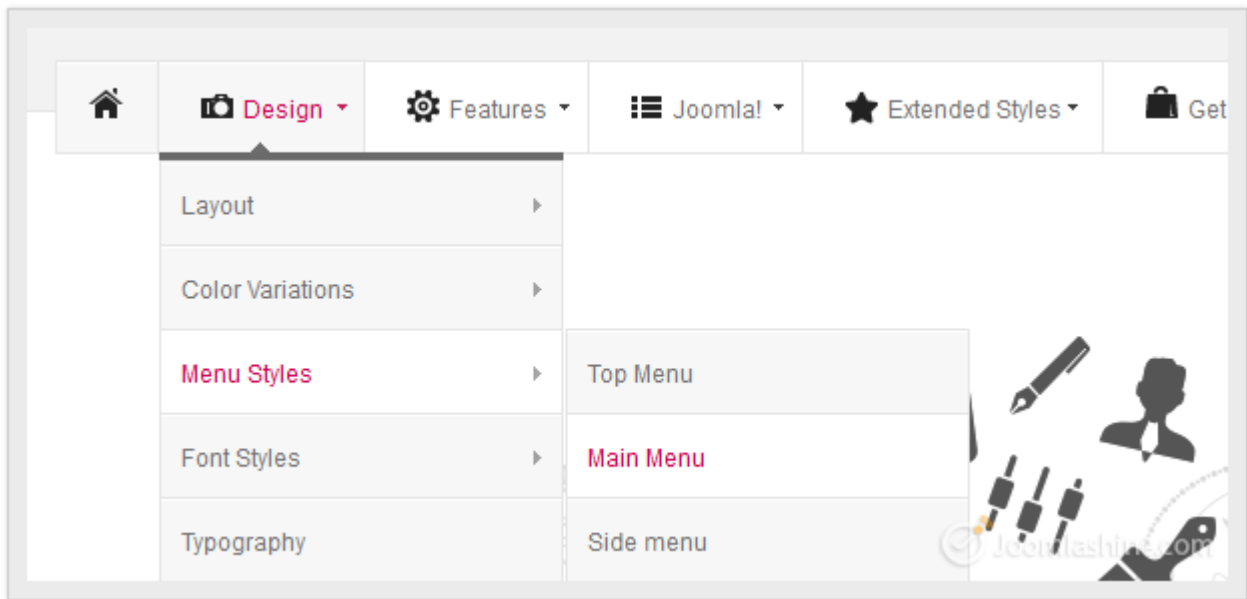 Design Features Joomla! Extended Styles Get
Layout
Color Variations
Menu Styles
Top Menu
Font Styles
Main Menu
Typography
Side menu
Joomlashine.com